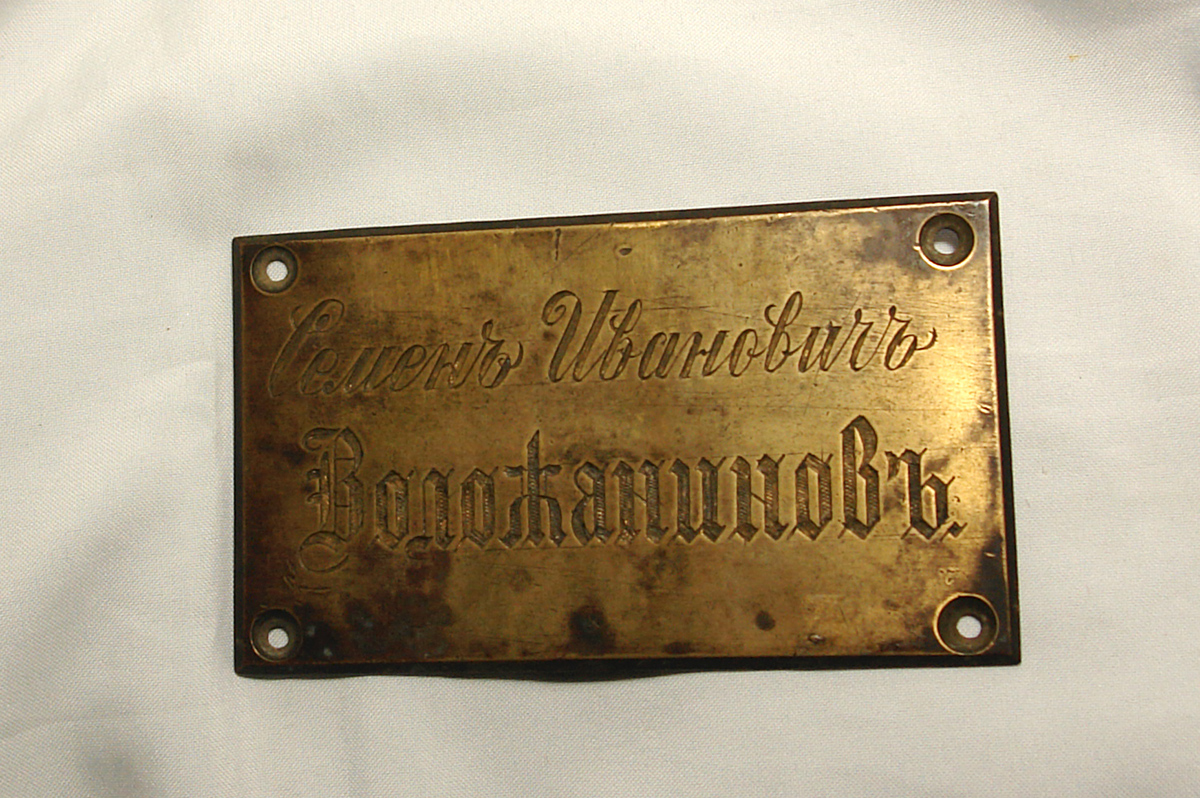 Семенъ Ивановичъ
Воложаниновъ.